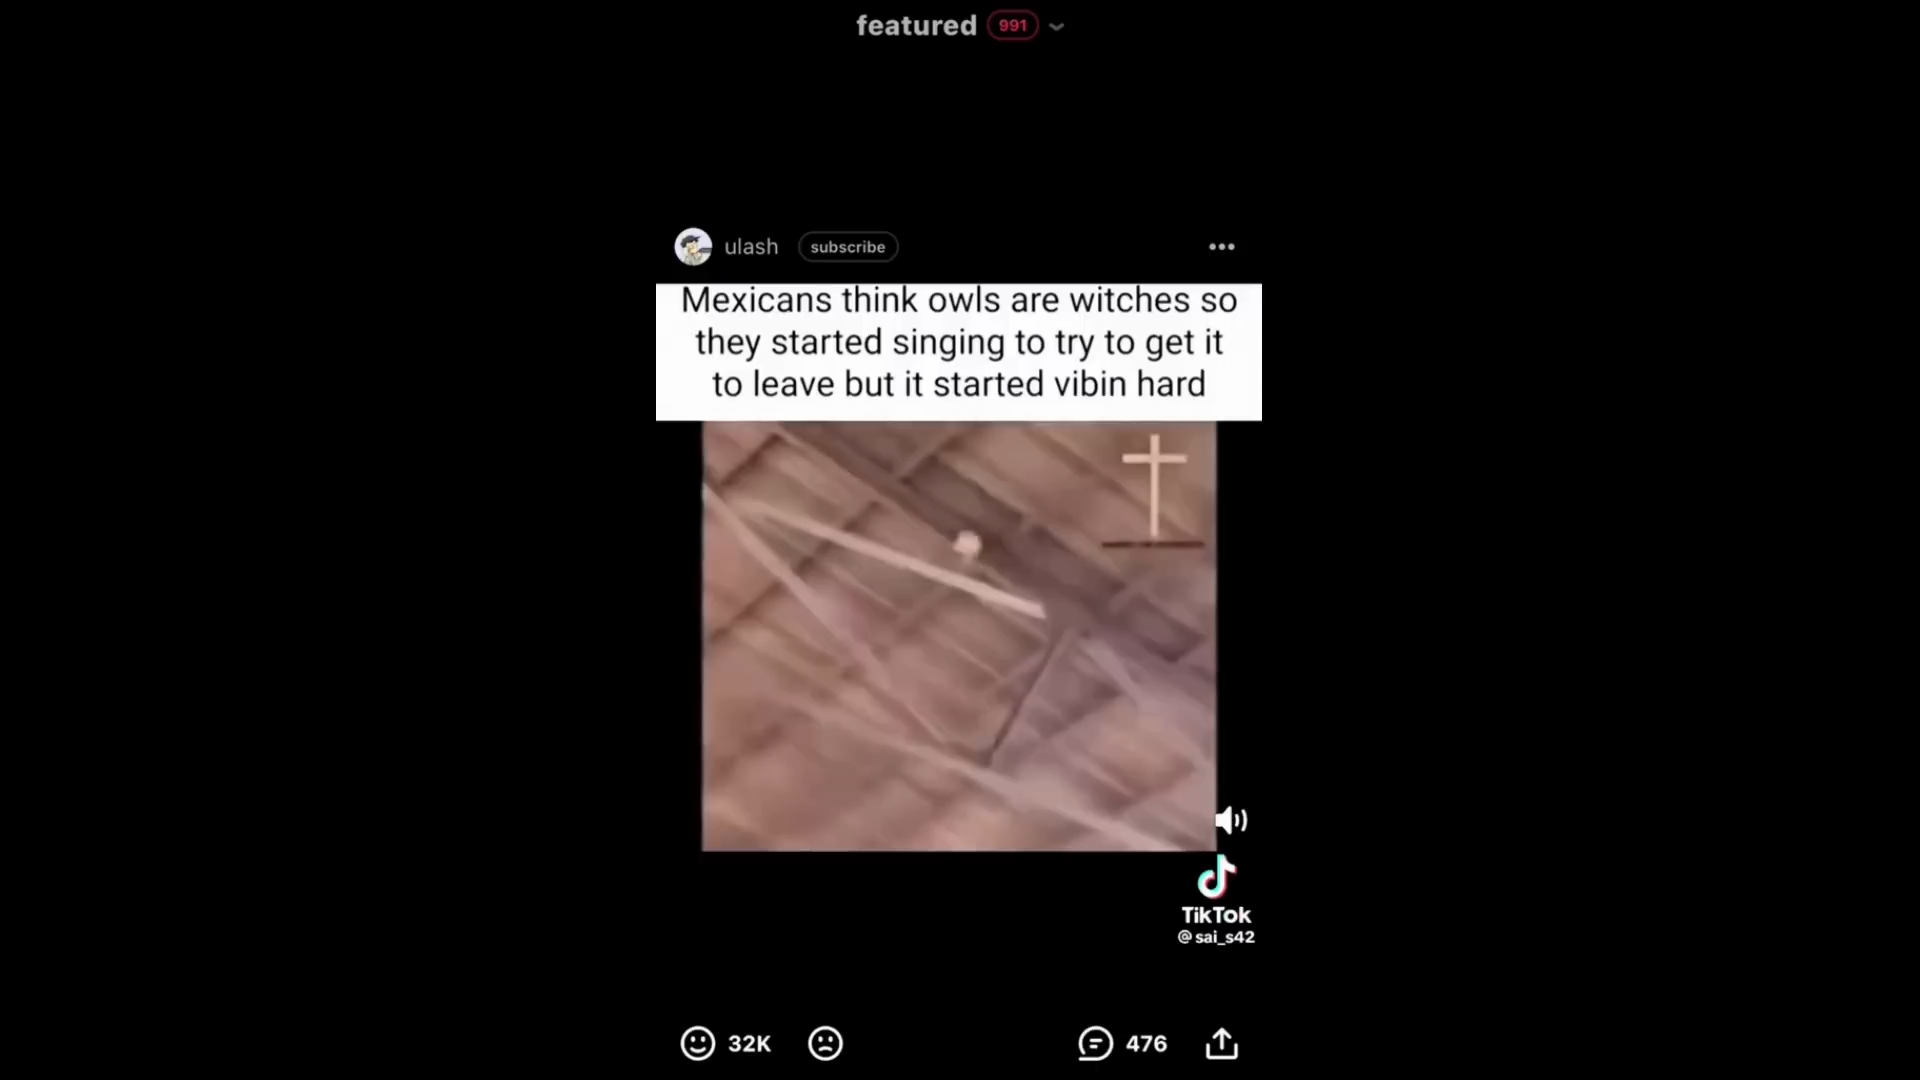 featured 991
ulash subscribe
Mexicans think owls are witches so
they started singing to try to get it
to leave but it started vibin hard
TikTok
@sai_s42
32K 476